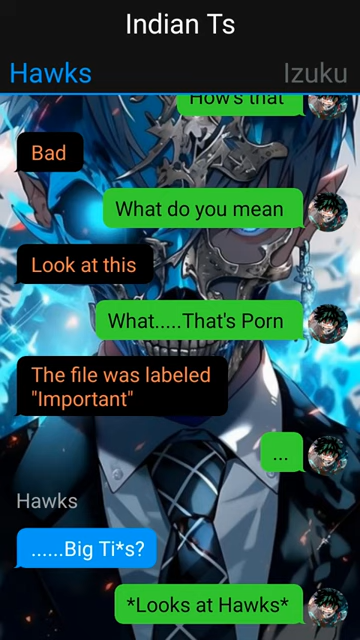 Indian Ts
Hawks
Izuku
How's that
Bad
What do you mean
Look at this
What.....That's Porn
The file was labeled
"Important"
...
Hawks
......Big Ti*s?
*Looks at Hawks*